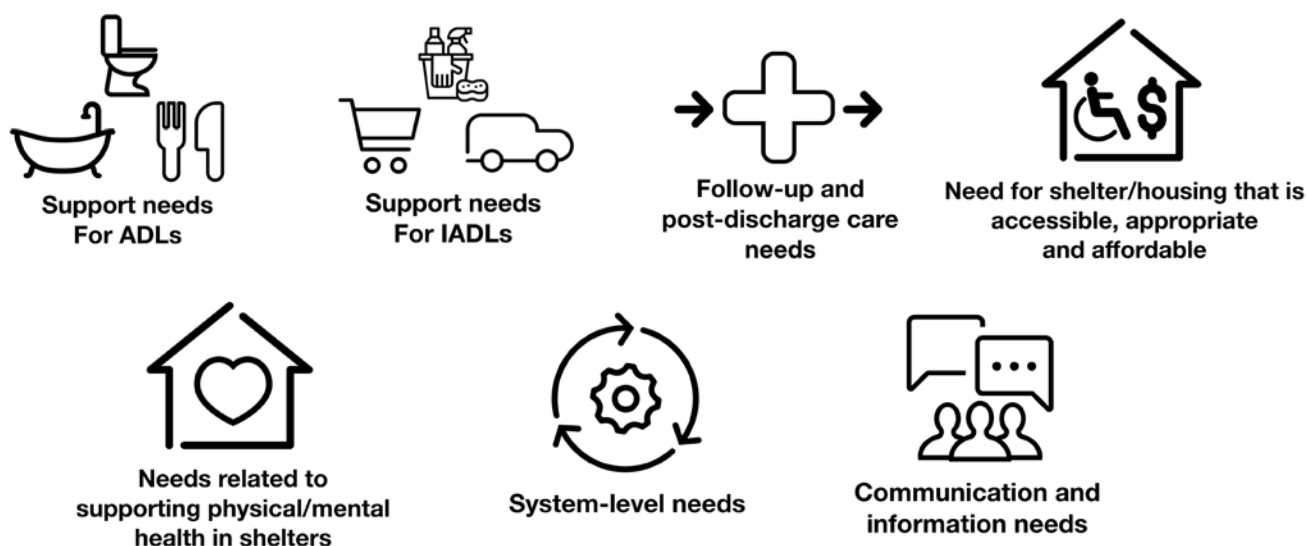 Support needs
For ADLs
Support needs
For IADLs
Follow-up and
post-discharge care
needs
Need for shelter/housing that is
accessible, appropriate
and affordable
Needs related to
supporting physical/mental
health in shelters
System-level needs
Communication and
information needs